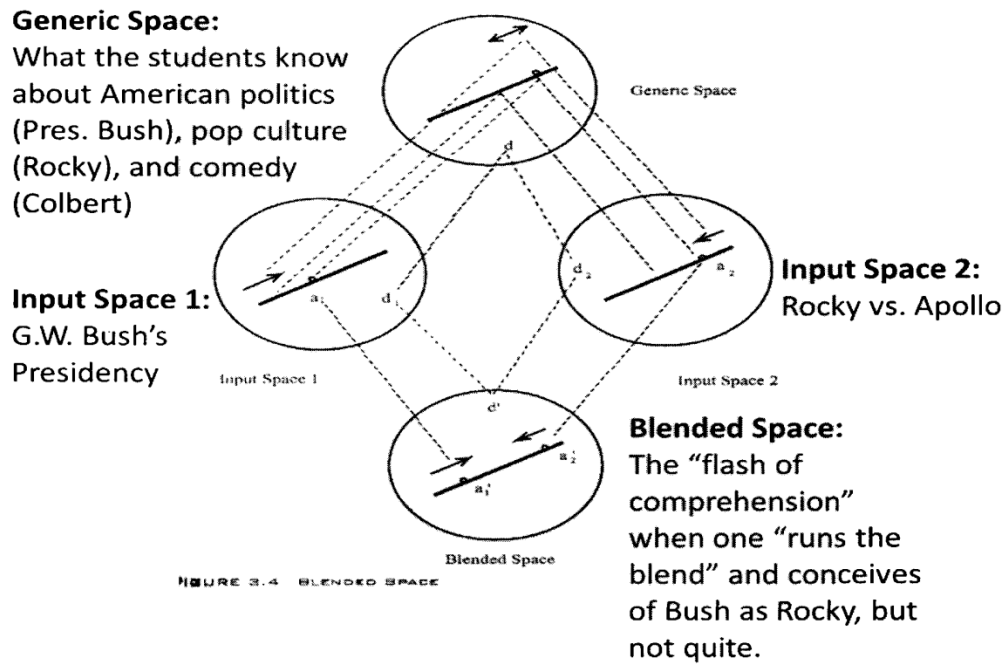 Generic Space:
What the students know
about American politics
(Pres. Bush), pop culture
(Rocky), and comedy
(Colbert)
Generic Space
d
Input Space 1:
G.W. Bush's
Presidency
a₁
d₁
Input Space 1
d₂
a₂
Input Space 2
Input Space 2:
Rocky vs. Apollo
d'
a₁'
a₂'
Blended Space
Blended Space:
The “flash of
comprehension”
when one “runs the
blend” and conceives
of Bush as Rocky, but
not quite.
FIGURE 3.4 BLENDED SPACE